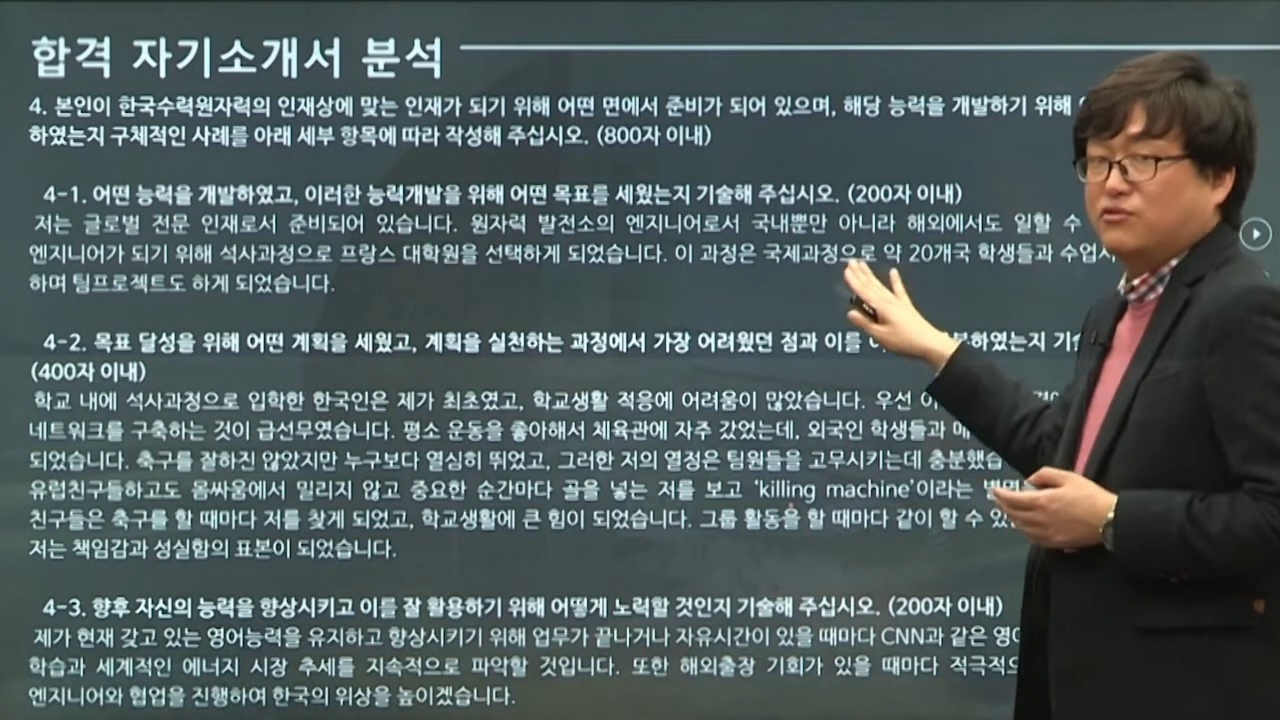 합격 자기소개서 분석
4. 본인이 한국수력원자력의 인재상에 맞는 인재가 되기 위해 어떤 면에서 준비가 되어 있으며, 해당 능력을 개발하기 위해
하였는지 구체적인 사례를 아래 세부 항목에 따라 작성해 주십시오. (800자 이내)
4-1. 어떤 능력을 개발하였고, 이러한 능력개발을 위해 어떤 목표를 세웠는지 기술해 주십시오. (200자 이내)
저는 글로벌 전문 인재로서 준비되어 있습니다. 원자력 발전소의 엔지니어로서 국내뿐만 아니라 해외에서도 일할 수
엔지니어가 되기 위해 석사과정으로 프랑스 대학원을 선택하게 되었습니다. 이 과정은 국제과정으로 약 20개국 학생들과
하며 팀프로젝트도 하게 되었습니다.
4-2. 목표 달성을 위해 어떤 계획을 세웠고, 계획을 실천하는 과정에서 가장 어려웠던 점과 이를
(400자 이내)
학교 내에 석사과정으로 입학한 한국인은 제가 최초였고, 학교생활 적응에 어려움이 많았습니다. 우선
네트워크를 구축하는 것이 급선무였습니다. 평소 운동을 좋아해서 체육관에 자주 갔었는데, 외국인 학생들과
되었습니다. 축구를 잘하진 않았지만 누구보다 열심히 뛰었고, 그러한 저의 열정은 팀원들을 고무시키는데
유럽친구들하고도 몸싸움에서 밀리지 않고 중요한 순간마다 골을 넣는 저를 보고 ‘killing machine’이라는
친구들은 축구를 할 때마다 저를 찾게 되었고, 학교생활에 큰 힘이 되었습니다. 그룹 활동을 할 때마다 같이 할 수
저는 책임감과 성실함의 표본이 되었습니다.
4-3. 향후 자신의 능력을 향상시키고 이를 잘 활용하기 위해 어떻게 노력할 것인지 기술해 주십시오. (200자 이내)
제가 현재 갖고 있는 영어능력을 유지하고 향상시키기 위해 업무가 끝나거나 자유시간이 있을 때마다 CNN과 같은
학습과 세계적인 에너지 시장 추세를 지속적으로 파악할 것입니다. 또한 해외출장 기회가 있을 때마다
엔지니어와 협업을 진행하여 한국의 위상을 높이겠습니다.